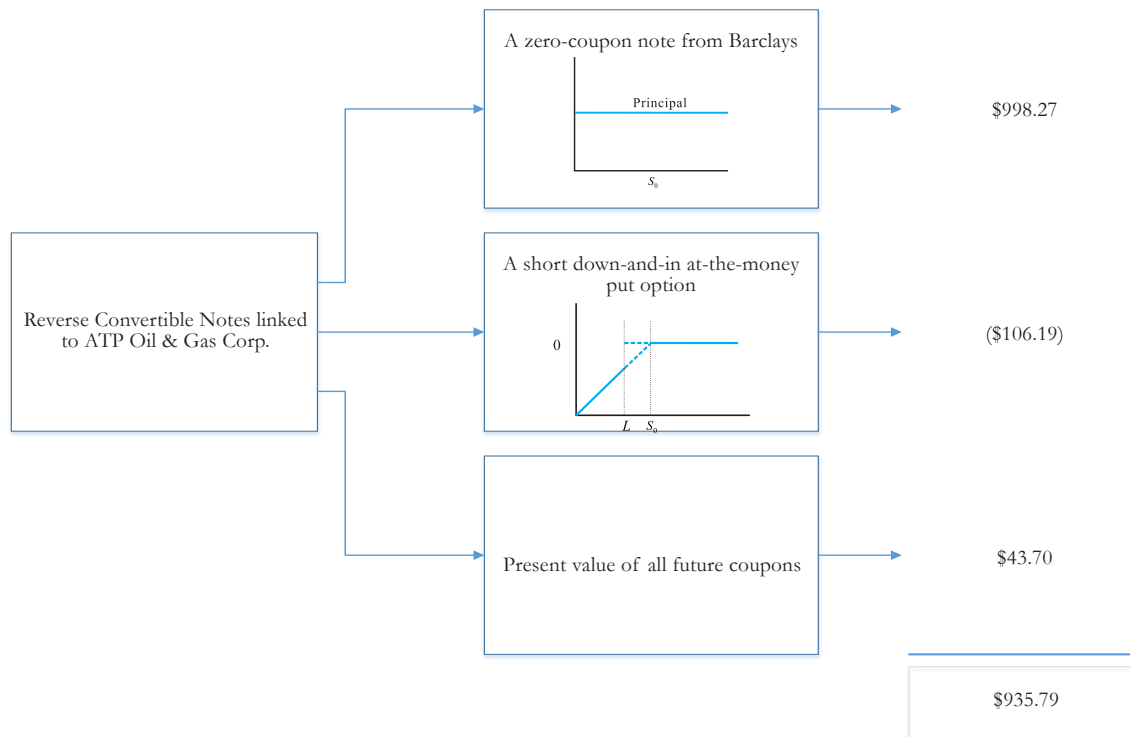 A zero-coupon note from Barclays
Principal
S₀
$998.27
Reverse Convertible Notes linked
to ATP Oil & Gas Corp.
A short down-and-in at-the-money
put option
0
L S₀
($106.19)
Present value of all future coupons
$43.70
$935.79